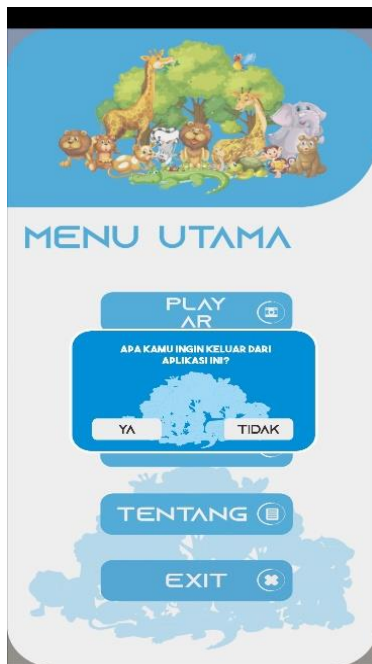 MENU UTAMA
PLAY
AR
APA KAMU INGIN KELUAR DARI
APLIKASI INI?
YA
TIDAK
TENTANG
EXIT